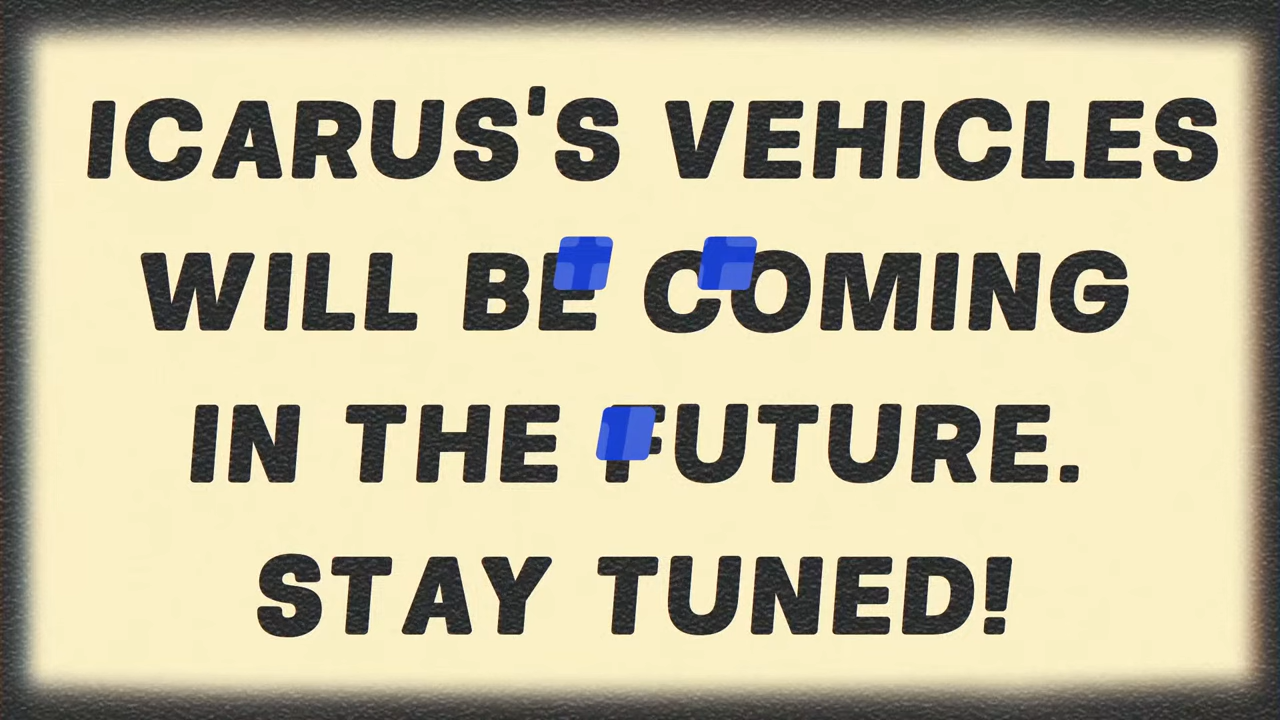 ICARUS'S VEHICLES
WILL BE COMING
IN THE FUTURE.
STAY TUNED!